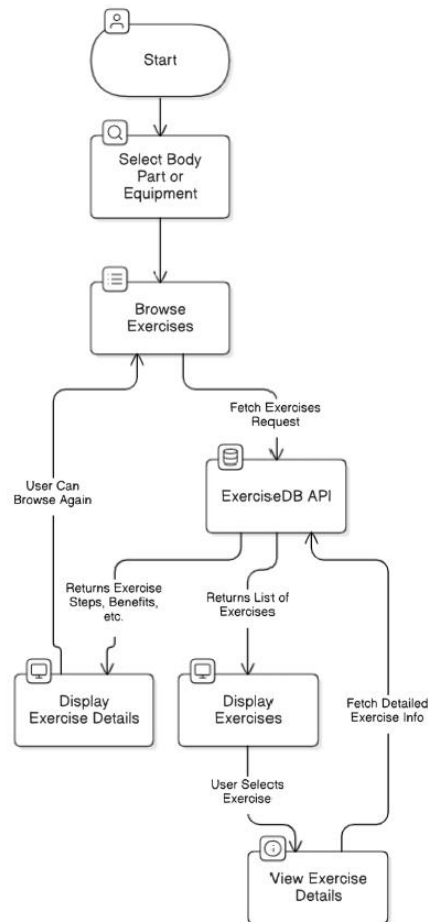 Start
Select Body
Part or
Equipment
Browse
Exercises
Fetch Exercises
Request
ExerciseDB API
User Can
Browse Again
Returns Exercise
Steps, Benefits,
etc.
Returns List of
Exercises
Display
Exercise Details
Display
Exercises
Fetch Detailed
Exercise Info
User Selects
Exercise
View Exercise
Details